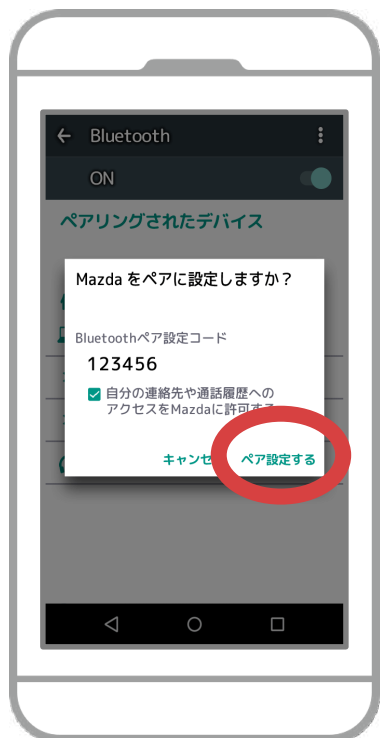 Bluetooth
ON
ペアリングされたデバイス
Mazda をペアに設定しますか？
Bluetoothペア設定コード
123456
自分の連絡先や通話履歴への
アクセスをMazdaに許可する
キャンセ
ペア設定する